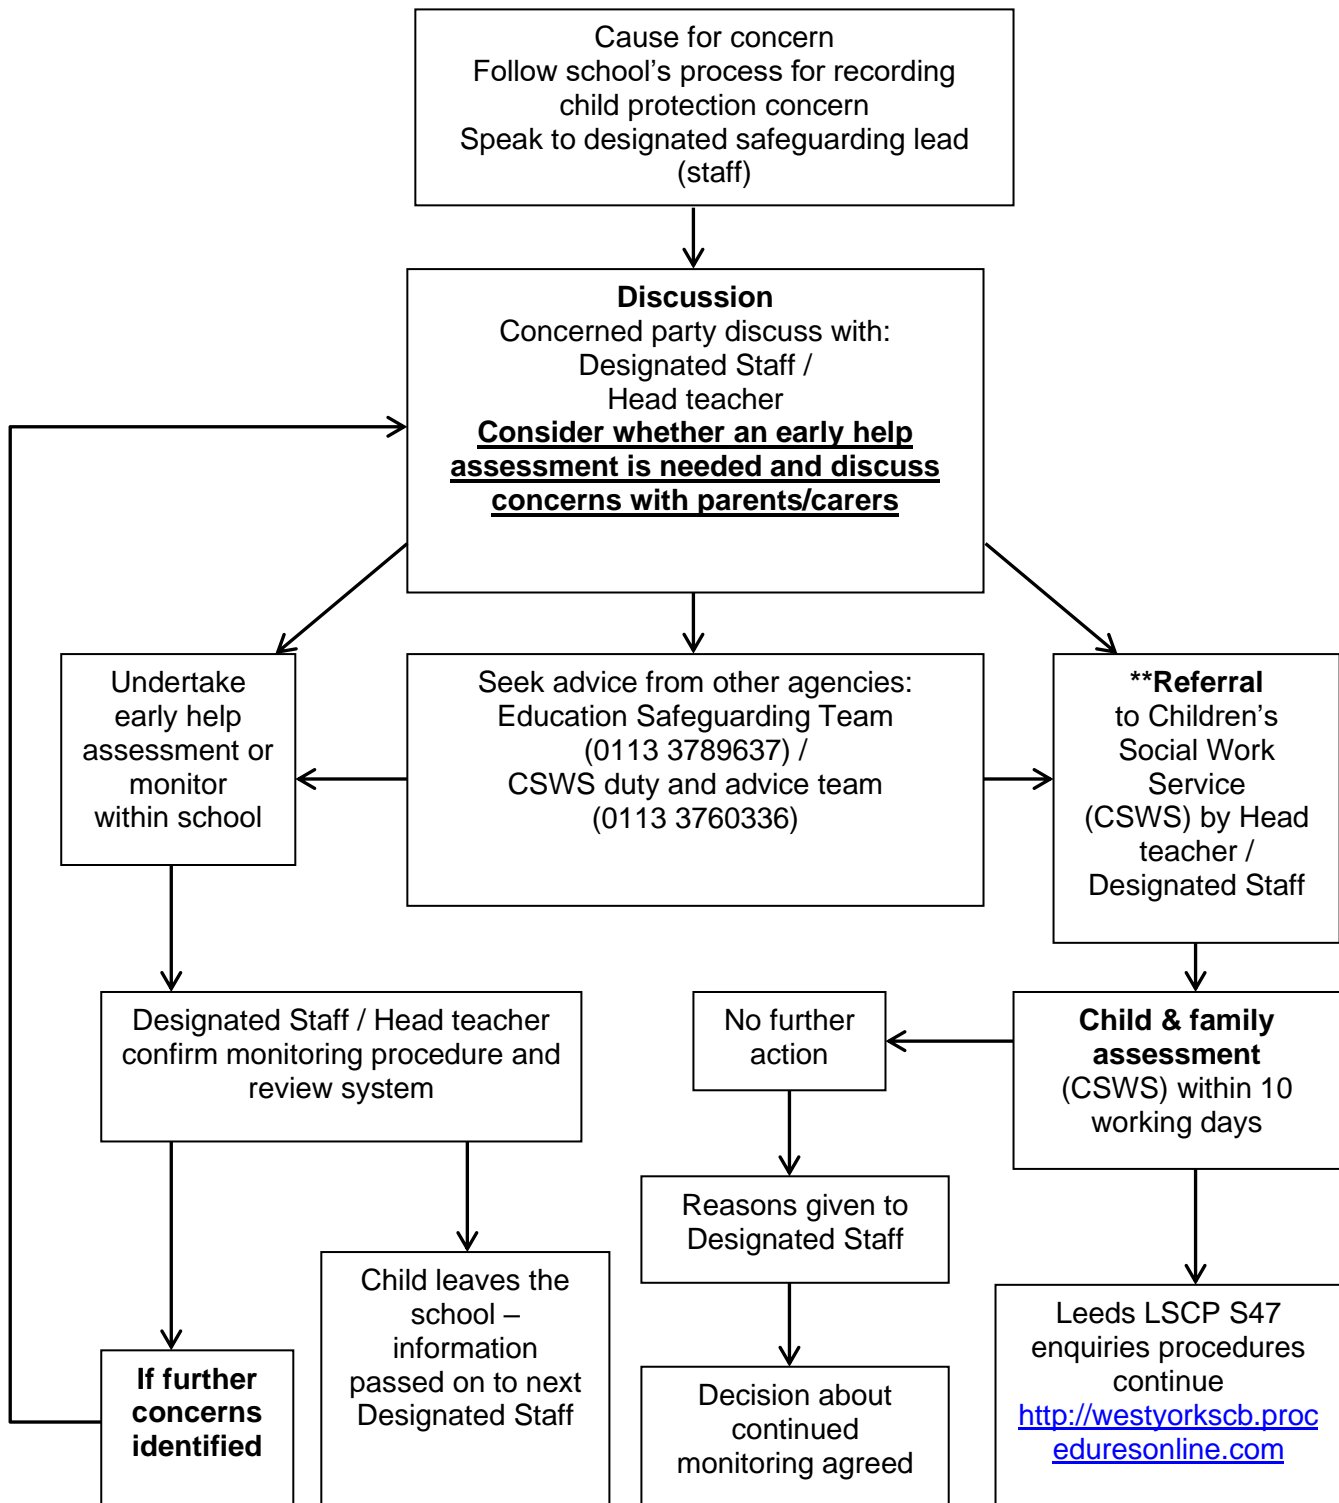 Cause for concern
Follow school's process for recording
child protection concern
Speak to designated safeguarding lead
(staff)
Discussion
Concerned party discuss with:
Designated Staff /
Head teacher
Consider whether an early help
assessment is needed and discuss
concerns with parents/carers
Undertake
early help
assessment or
monitor
within school
Seek advice from other agencies:
Education Safeguarding Team
(0113 3789637) /
CSWS duty and advice team
(0113 3760336)
**Referral
to Children's
Social Work
Service
(CSWS) by Head
teacher /
Designated Staff
Designated Staff / Head teacher
confirm monitoring procedure and
review system
No further
action
Child & family
assessment
(CSWS) within 10
working days
Reasons given to
Designated Staff
If further
concerns
identified
Child leaves the
school –
information
passed on to next
Designated Staff
Decision about
continued
monitoring agreed
Leeds LSCP S47
enquiries procedures
continue
http://westyorkscb.proc
eduresonline.com